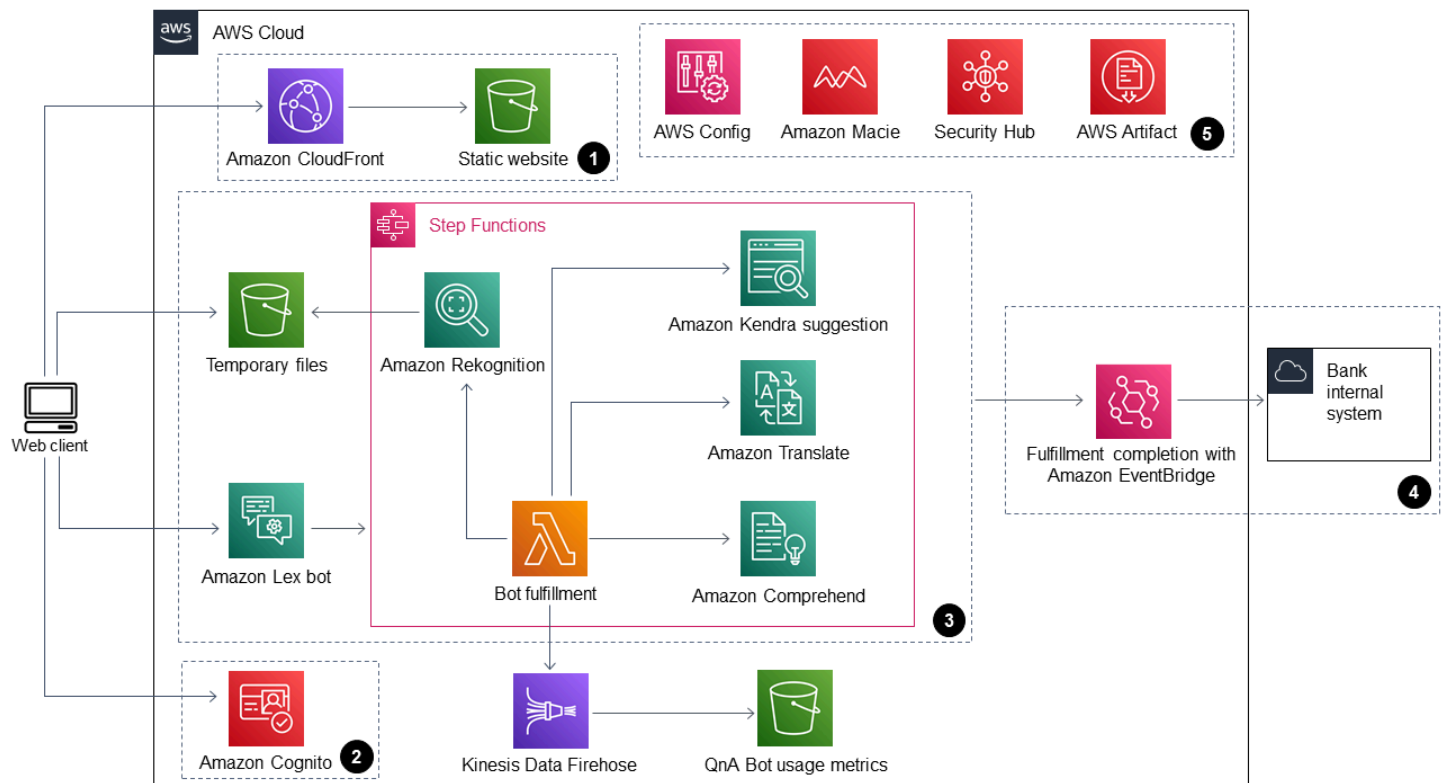 aws
AWS Cloud
Amazon CloudFront
Static website
1
AWS Config
Amazon Macie
Security Hub
AWS Artifact
5
Step Functions
Temporary files
Amazon Rekognition
Amazon Kendra suggestion
A
文
Amazon Translate
Web client
Amazon Lex bot
Bot fulfillment
Amazon Comprehend
3
Fulfillment completion with
Amazon EventBridge
Bank
internal
system
4
Amazon Cognito
2
Kinesis Data Firehose
QnA Bot usage metrics